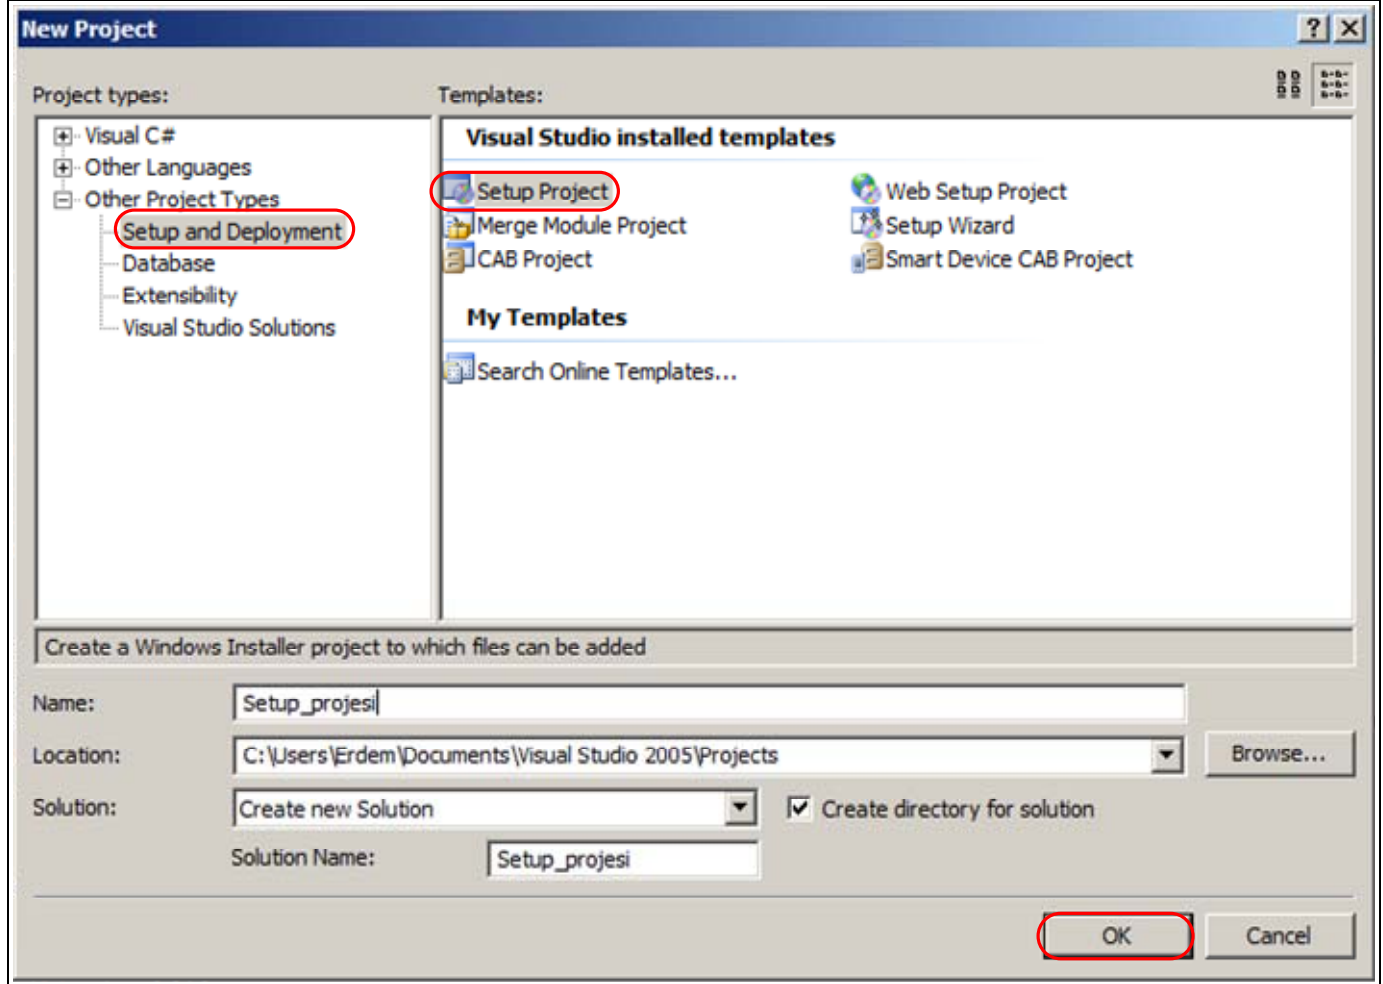 New Project
Project types:
Templates:
Visual C#
Other Languages
Other Project Types
Setup and Deployment
Database
Extensibility
Visual Studio Solutions
Visual Studio installed templates
Setup Project
Web Setup Project
Merge Module Project
Setup Wizard
CAB Project
Smart Device CAB Project
My Templates
Search Online Templates...
Create a Windows Installer project to which files can be added
Name:
Setup_projesi
Location:
C:\Users\Erdem\Documents\Visual Studio 2005\Projects
Browse...
Solution:
Create new Solution
Create directory for solution
Solution Name:
Setup_projesi
OK
Cancel